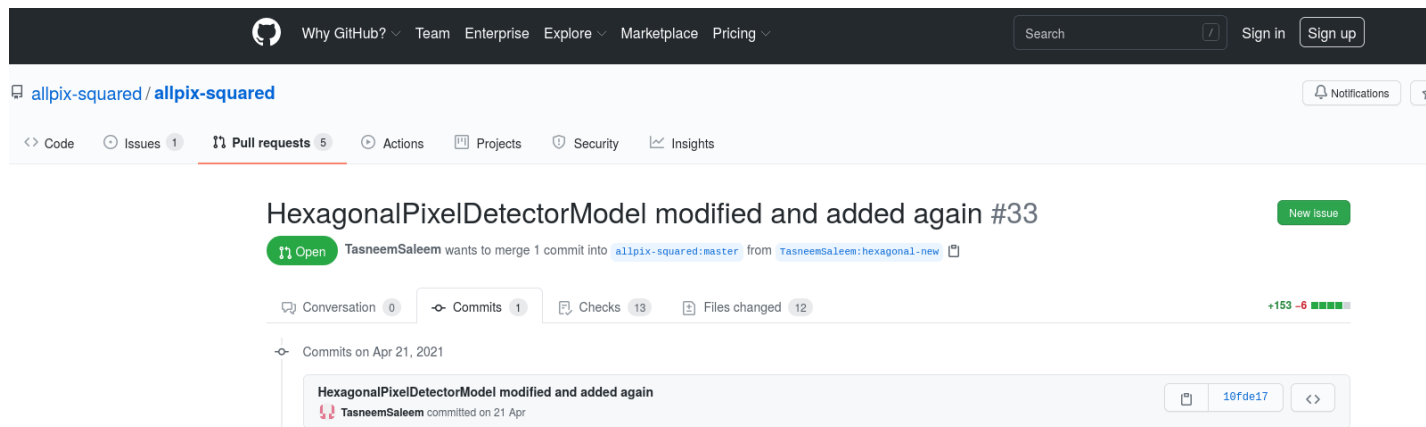 Why GitHub? Team Enterprise Explore Marketplace Pricing Search / Sign in Sign up
allpix-squared / allpix-squared Notifications
Code Issues 1 Pull requests 5 Actions Projects Security Insights
HexagonalPixelDetectorModel modified and added again #33 New issue
Open TasneemSaleem wants to merge 1 commit into allpix-squared:master from TasneemSaleem:hexagonal-new
Conversation 0 Commits 1 Checks 13 Files changed 12 +153 −6
Commits on Apr 21, 2021
HexagonalPixelDetectorModel modified and added again
10fde17
TasneemSaleem committed on 21 Apr